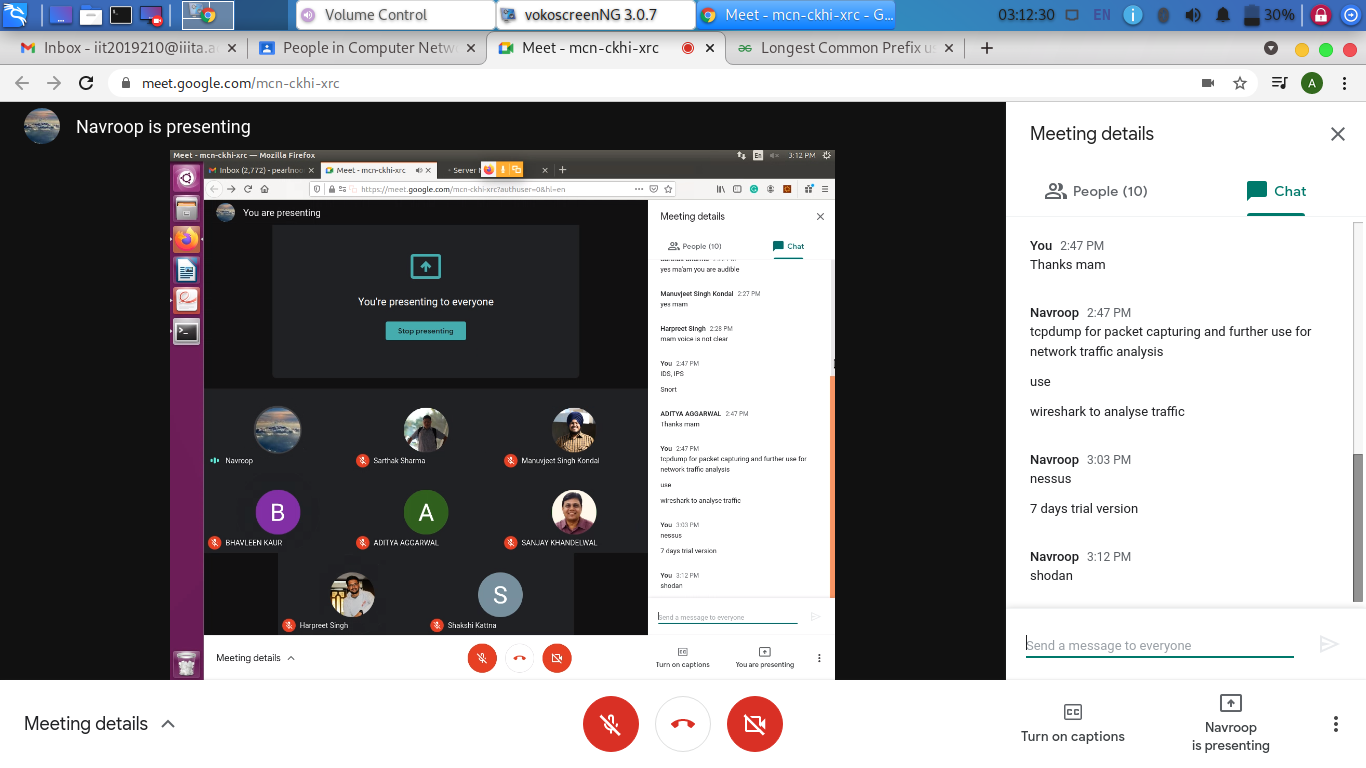 Volume Control
vokoscreenNG 3.0.7
Meet - mcn-ckhi-xrc - G...
03:12:30
EN
30%
Inbox - iit2019210@iiita.a
People in Computer Netw
Meet - mcn-ckhi-xrc
Longest Common Prefix u
meet.google.com/mcn-ckhi-xrc
A
Navroop is presenting
Meet - mcn-ckhi-xrc — Mozilla Firefox
En
3:12 PM
Inbox (2,772) - pearlnoo
Meet - mcn-ckhi-xrc
Server
https://meet.google.com/mcn-ckhi-xrc?authuser=0&hl=en
You are presenting
You're presenting to everyone
Stop presenting
Navroop
Sarthak Sharma
Manuvjeet Singh Kondal
B
A
BHAVLEEN KAUR
ADITYA AGGARWAL
SANJAY KHANDELWAL
S
Harpreet Singh
Shakshi Kattna
Meeting details
People (10)
Chat
yes ma'am you are audible
Manuvjeet Singh Kondal 2:27 PM
yes mam
Harpreet Singh 2:28 PM
mam voice is not clear
You 2:47 PM
IDS, IPS
Snort
ADITYA AGGARWAL 2:47 PM
Thanks mam
You 2:47 PM
tcpdump for packet capturing and further use for
network traffic analysis
use
wireshark to analyse traffic
You 3:03 PM
nessus
7 days trial version
You 3:12 PM
shodan
Send a message to everyone
Meeting details
Turn on captions
You are presenting
Meeting details
People (10)
Chat
You 2:47 PM
Thanks mam
Navroop 2:47 PM
tcpdump for packet capturing and further use for
network traffic analysis
use
wireshark to analyse traffic
Navroop 3:03 PM
nessus
7 days trial version
Navroop 3:12 PM
shodan
Send a message to everyone
Meeting details
Turn on captions
Navroop
is presenting